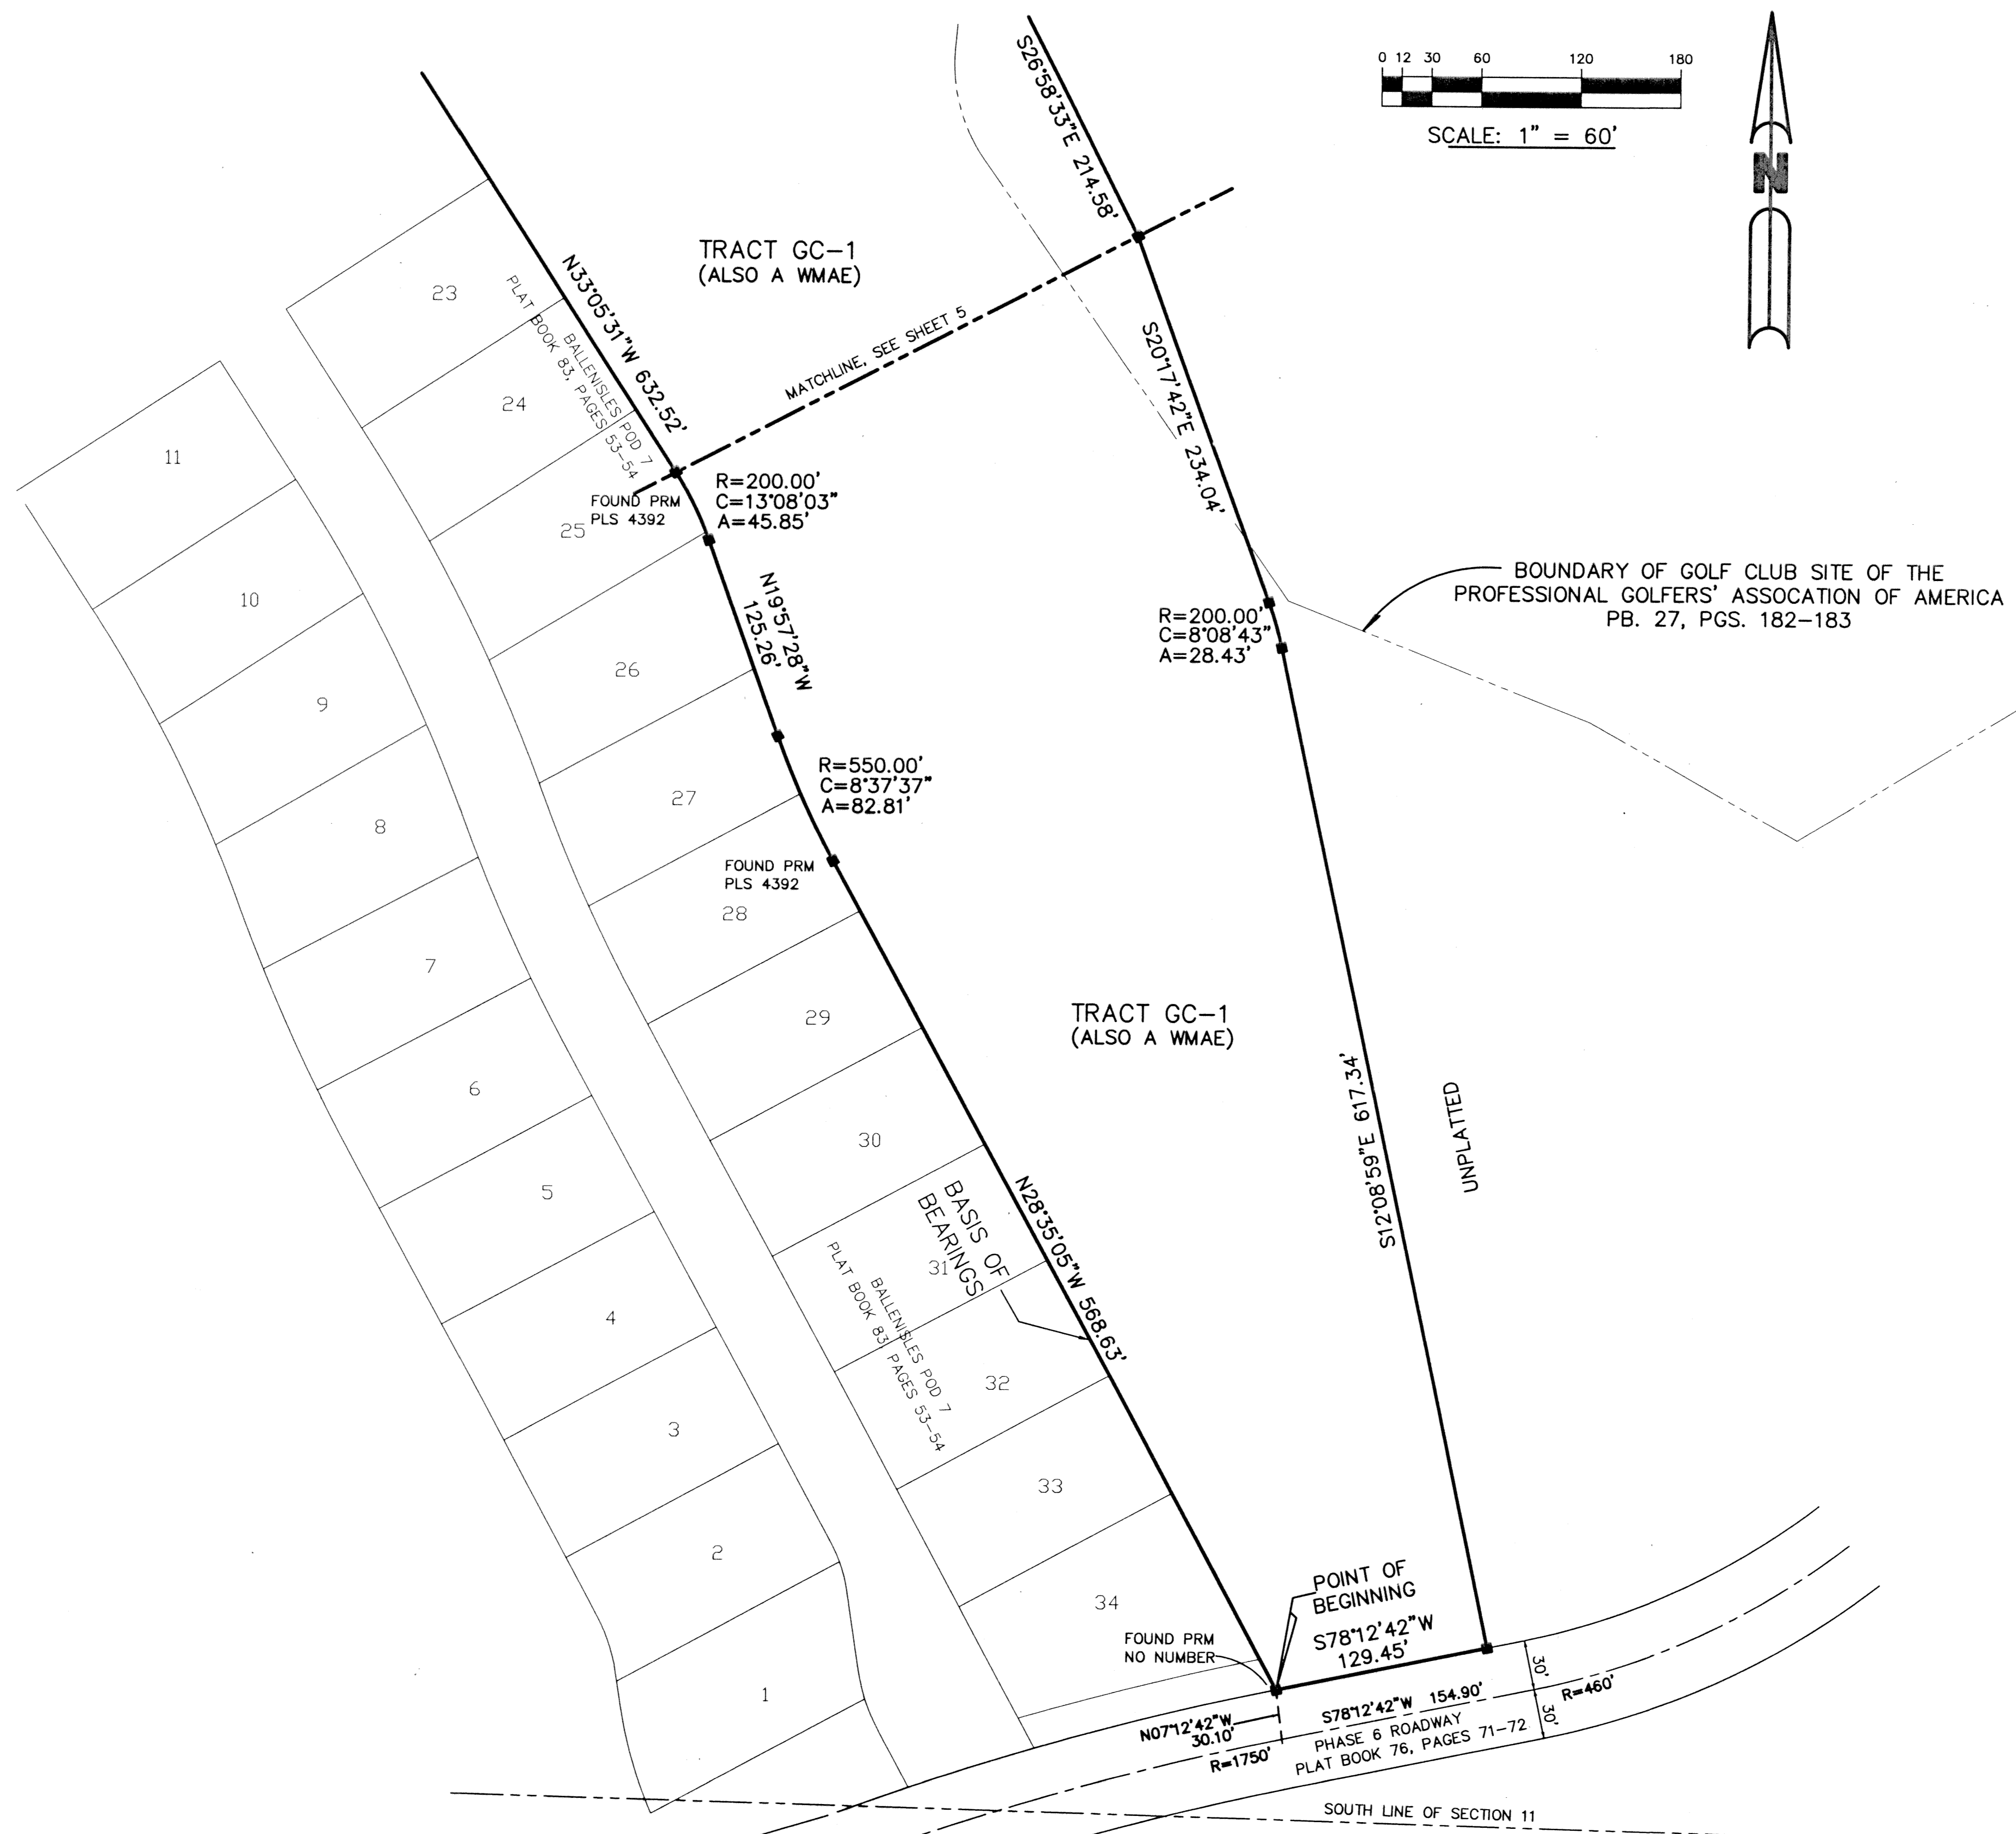 0 12 30 60 120 180
SCALE: 1" = 60'
N
S26°58'33"E 214.58'
TRACT GC-1
(ALSO A WMAE)
N33°05'31"W 632.52'
BALLENISLES POD 7
PLAT BOOK 83, PAGES 53-54
MATCHLINE, SEE SHEET 5
S20°17'42"E 234.04'
23
24
11
25
FOUND PRM
PLS 4392
R=200.00'
C=13°08'03"
A=45.85'
BOUNDARY OF GOLF CLUB SITE OF THE
PROFESSIONAL GOLFERS' ASSOCATION OF AMERICA
PB. 27, PGS. 182-183
R=200.00'
C=8°08'43"
A=28.43'
10
N19°57'28"W
125.26'
26
9
R=550.00'
C=8°37'37"
A=82.81'
27
8
FOUND PRM
PLS 4392
28
7
29
TRACT GC-1
(ALSO A WMAE)
6
30
S12°08'59"E 617.34'
UNPLATTED
5
BASIS OF
BEARINGS
N28°35'05"W 568.63'
31
4
BALLENISLES POD 7
PLAT BOOK 83, PAGES 53-54
32
3
33
2
34
POINT OF
BEGINNING
FOUND PRM
NO NUMBER
S78°12'42"W
129.45'
1
30'
30'
R=460'
S78°12'42"W 154.90'
N07°12'42"W
30.10'
R=1750'
PHASE 6 ROADWAY
PLAT BOOK 76, PAGES 71-72
SOUTH LINE OF SECTION 11